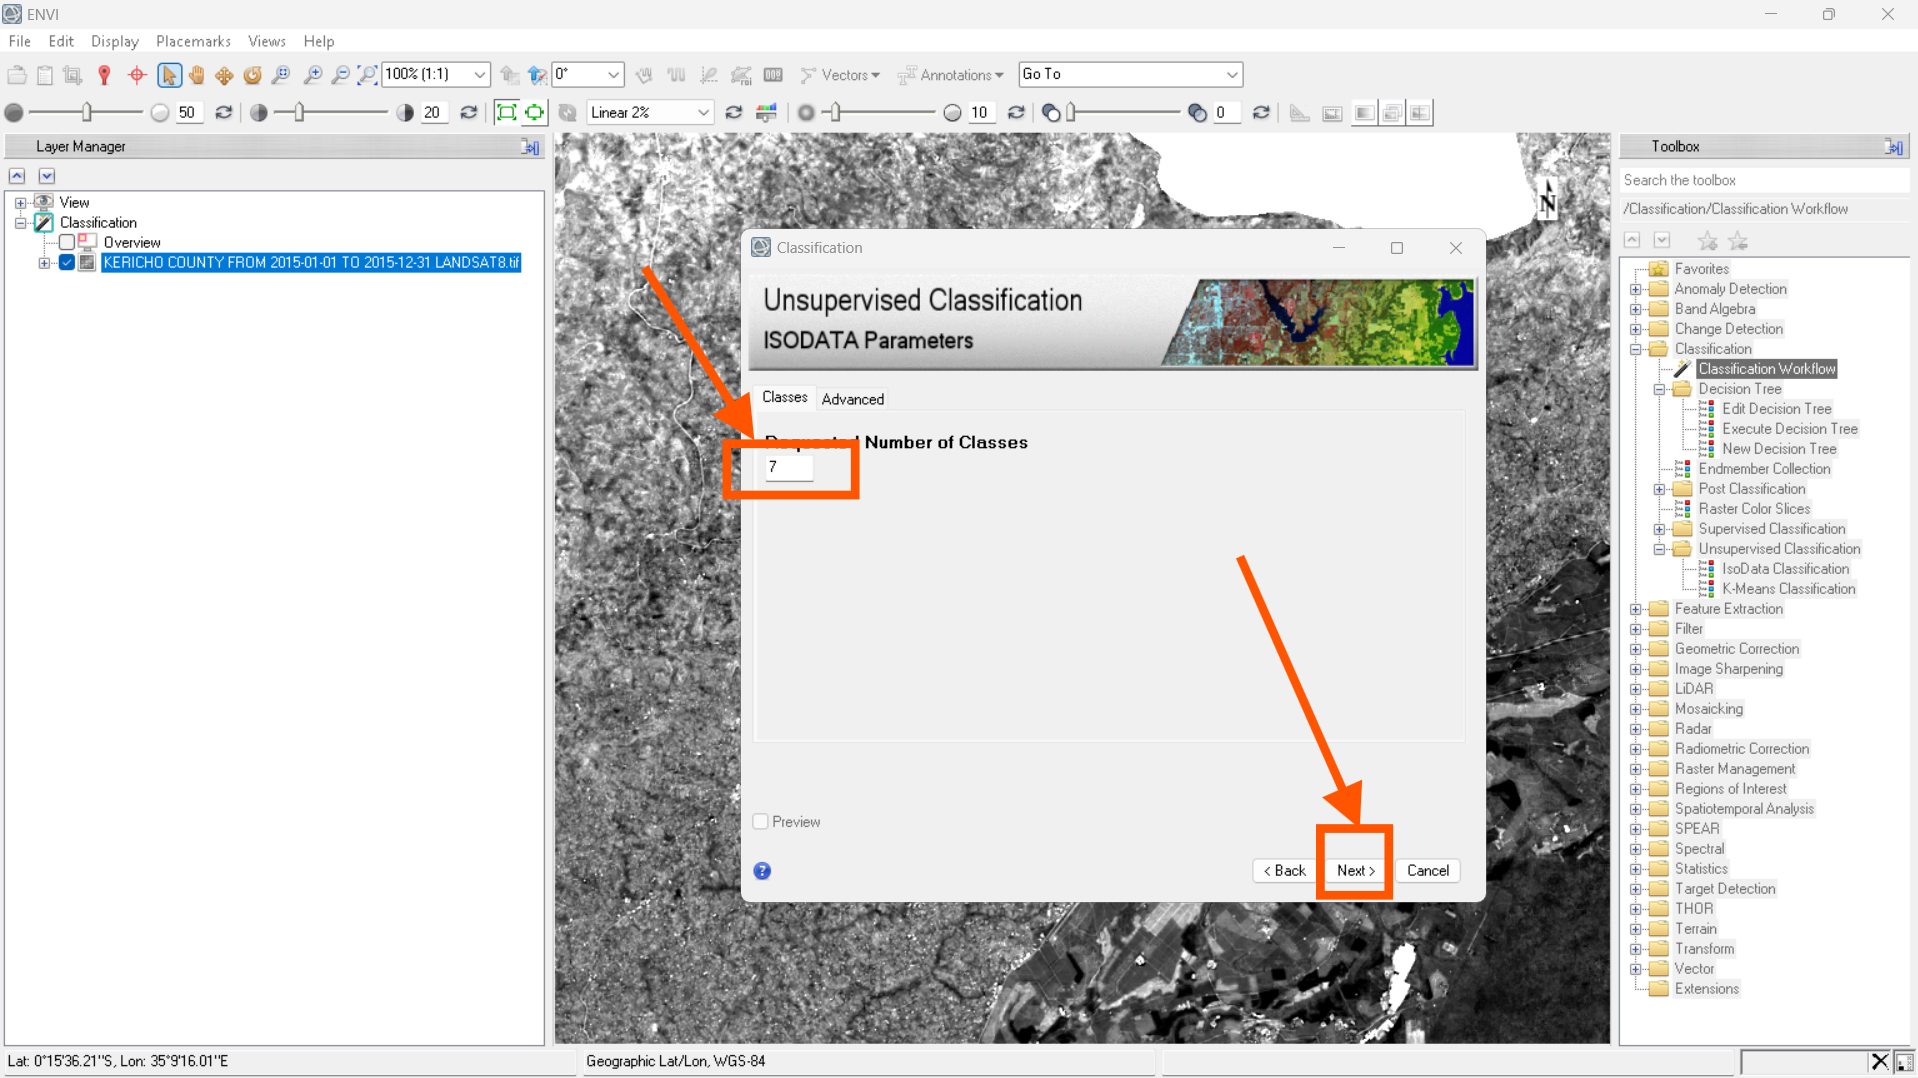 ENVI
File Edit Display Placemarks Views Help
100% (1:1) 0° Vectors Annotations Go To
50 20 Linear 2% 10 0
Layer Manager
View
Classification
Overview
KERICHO COUNTY FROM 2015-01-01 TO 2015-12-31 LANDSAT8.tif
N
Classification
Unsupervised Classification
ISODATA Parameters
Classes Advanced
Requested Number of Classes
7
Preview
?
< Back Next > Cancel
Toolbox
Search the toolbox
/Classification/Classification Workflow
Favorites
Anomaly Detection
Band Algebra
Change Detection
Classification
Classification Workflow
Decision Tree
Edit Decision Tree
Execute Decision Tree
New Decision Tree
Endmember Collection
Post Classification
Raster Color Slices
Supervised Classification
Unsupervised Classification
IsoData Classification
K-Means Classification
Feature Extraction
Filter
Geometric Correction
Image Sharpening
LiDAR
Mosaicking
Radar
Radiometric Correction
Raster Management
Regions of Interest
Spatiotemporal Analysis
SPEAR
Spectral
Statistics
Target Detection
THOR
Terrain
Transform
Vector
Extensions
Lat: 0°15'36.21"S, Lon: 35°9'16.01"E
Geographic Lat/Lon, WGS-84